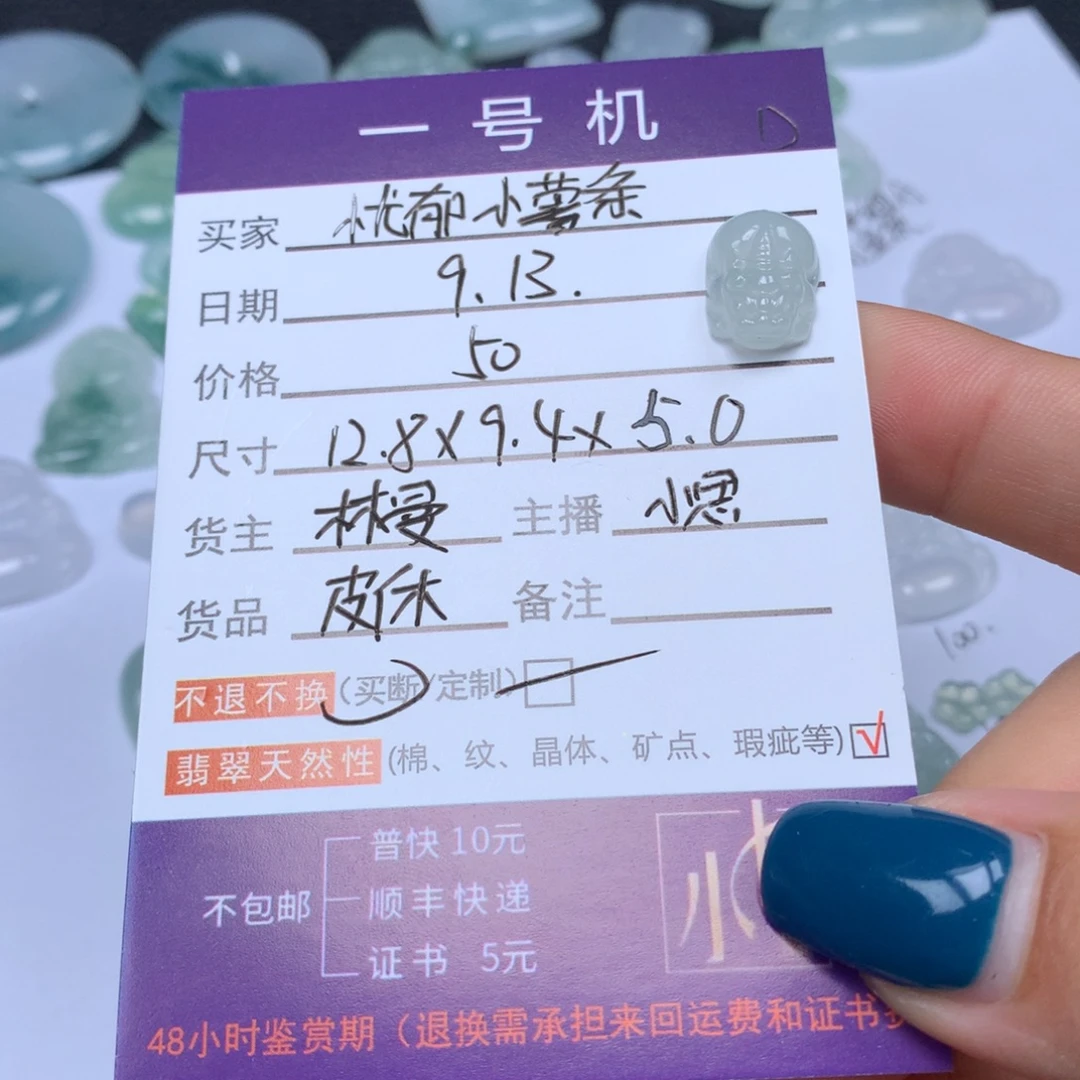 一号机 D
买家 忧郁小薯条
日期 9.13.
价格 50
尺寸 12.8x9.4x5.0
货主 林曼 主播 小思
货品 皮休 备注
不退不换(买断/定制)
翡翠天然性(棉、纹、晶体、矿点、瑕疵等)
普快10元
不包邮 顺丰快递
证书 5元
小
48小时鉴赏期（退换需承担来回运费和证书
100.